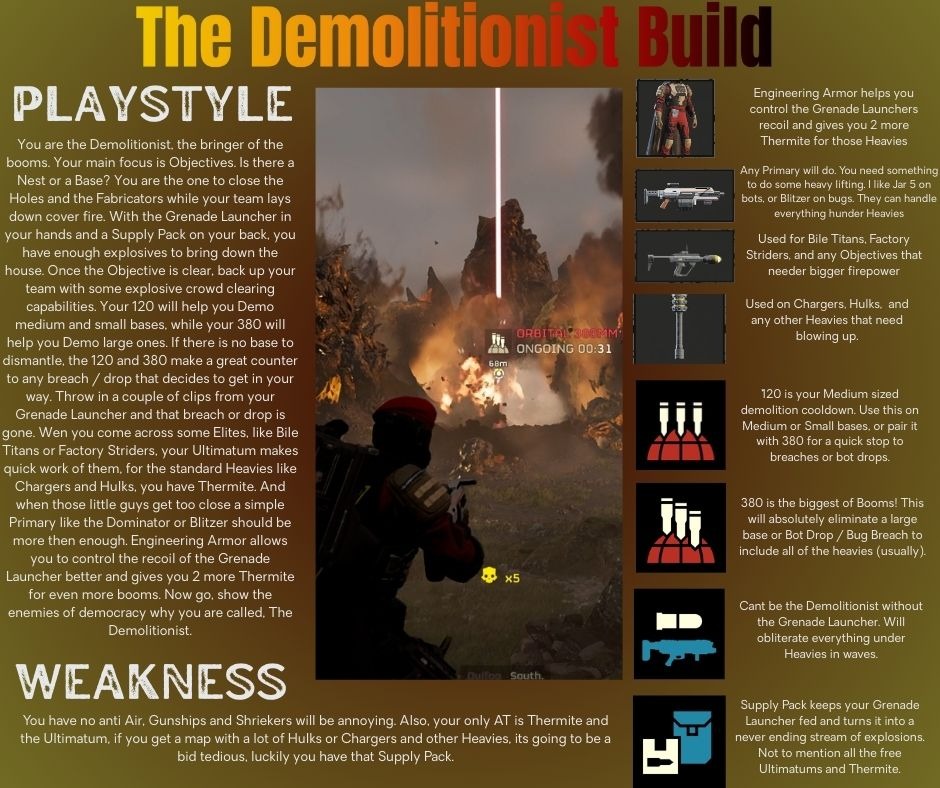 The Demolitionist Build
PLAYSTYLE
You are the Demolitionist, the bringer of the
booms. Your main focus is Objectives. Is there a
Nest or a Base? You are the one to close the
Holes and the Fabricators while your team lays
down cover fire. With the Grenade Launcher in
your hands and a Supply Pack on your back, you
have enough explosives to bring down the
house. Once the Objective is clear, back up your
team with some explosive crowd clearing
capabilities. Your 120 will help you Demo
medium and small bases, while your 380 will
help you Demo large ones. If there is no base to
dismantle, the 120 and 380 make a great counter
to any breach / drop that decides to get in your
way. Throw in a couple of clips from your
Grenade Launcher and that breach or drop is
gone. Wen you come across some Elites, like Bile
Titans or Factory Striders, your Ultimatum makes
quick work of them, for the standard Heavies like
Chargers and Hulks, you have Thermite. And
when those little guys get too close a simple
Primary like the Dominator or Blitzer should be
more then enough. Engineering Armor allows
you to control the recoil of the Grenade
Launcher better and gives you 2 more Thermite
for even more booms. Now go, show the
enemies of democracy why you are called, The
Demolitionist.
WEAKNESS
You have no anti Air, Gunships and Shriekers will be annoying. Also, your only AT is Thermite and
the Ultimatum, if you get a map with a lot of Hulks or Chargers and other Heavies, its going to be a
bid tedious, luckily you have that Supply Pack.
ORBITAL 380MM
ONGOING 00:31
68m
x5
South.
Engineering Armor helps you
control the Grenade Launchers
recoil and gives you 2 more
Thermite for those Heavies
Any Primary will do. You need something
to do some heavy lifting. I like Jar 5 on
bots, or Blitzer on bugs. They can handle
everything hunder Heavies
Used for Bile Titans, Factory
Striders, and any Objectives that
needer bigger firepower
Used on Chargers, Hulks, and
any other Heavies that need
blowing up.
120 is your Medium sized
demolition cooldown. Use this on
Medium or Small bases, or pair it
with 380 for a quick stop to
breaches or bot drops.
380 is the biggest of Booms! This
will absolutely eliminate a large
base or Bot Drop / Bug Breach to
include all of the heavies (usually).
Cant be the Demolitionist without
the Grenade Launcher. Will
obliterate everything under
Heavies in waves.
Supply Pack keeps your Grenade
Launcher fed and turns it into a
never ending stream of explosions.
Not to mention all the free
Ultimatums and Thermite.